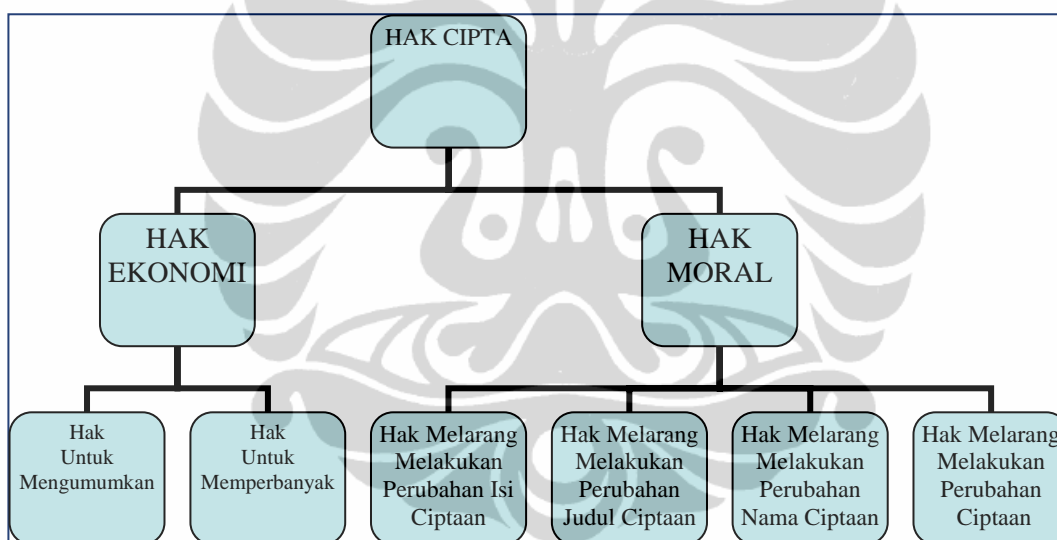 HAK CIPTA
HAK
EKONOMI
HAK
MORAL
Hak
Untuk
Mengumumkan
Hak
Untuk
Memperbanyak
Hak Melarang
Melakukan
Perubahan Isi
Ciptaan
Hak Melarang
Melakukan
Perubahan
Judul Ciptaan
Hak Melarang
Melakukan
Perubahan
Nama Ciptaan
Hak Melarang
Melakukan
Perubahan
Ciptaan